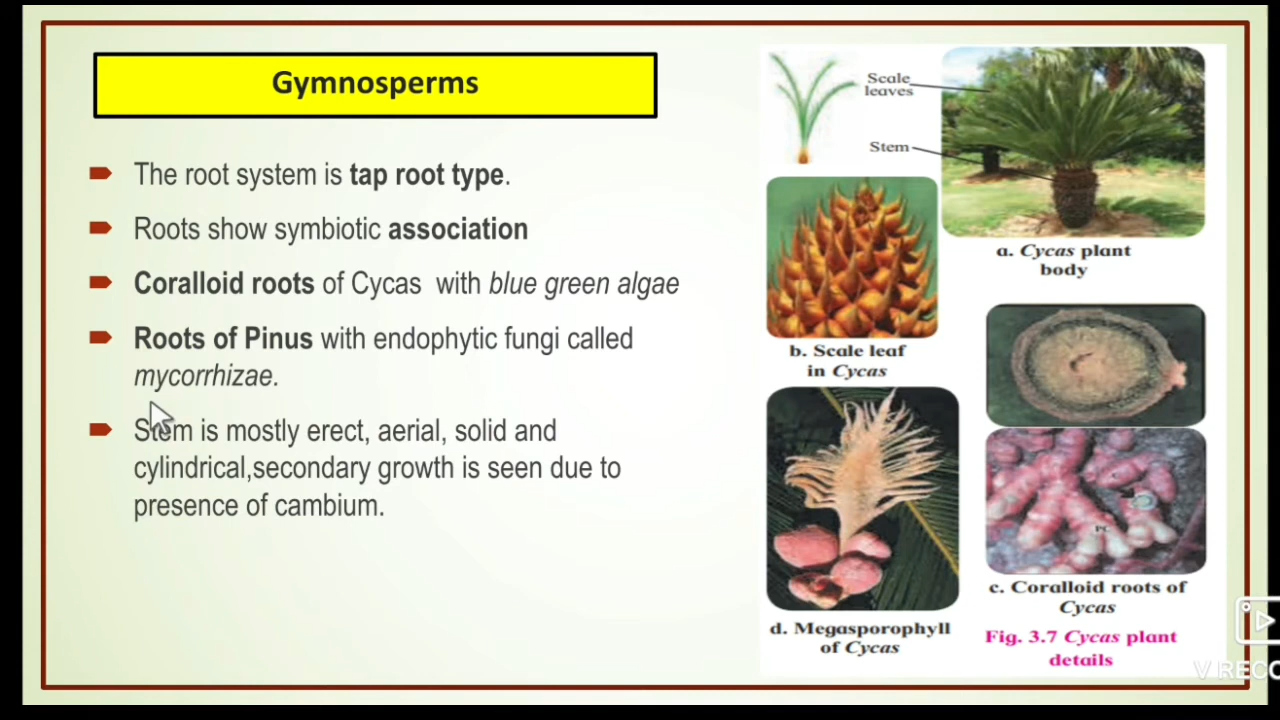 Gymnosperms
The root system is tap root type.
Roots show symbiotic association
Coralloid roots of Cycas with blue green algae
Roots of Pinus with endophytic fungi called
mycorrhizae.
Stem is mostly erect, aerial, solid and
cylindrical,secondary growth is seen due to
presence of cambium.
Scale
leaves
Stem
a. Cycas plant
body
b. Scale leaf
in Cycas
PC
c. Coralloid roots of
Cycas
d. Megasporophyll
of Cycas
Fig. 3.7 Cycas plant
details
V RECO